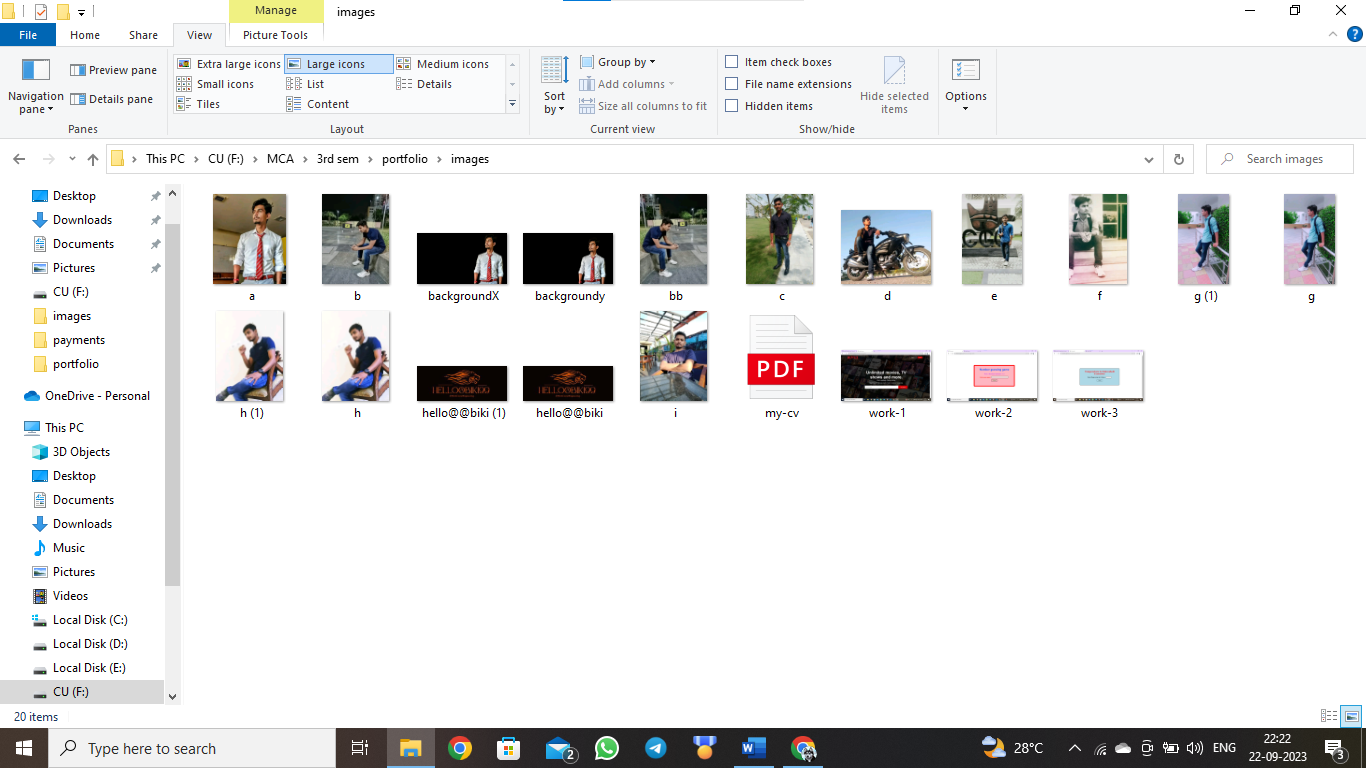 Manage
images
File
Home
Share
View
Picture Tools
Navigation pane
Preview pane
Details pane
Panes
Extra large icons
Large icons
Medium icons
Small icons
List
Details
Tiles
Content
Layout
Sort by
Group by
Add columns
Size all columns to fit
Current view
Item check boxes
File name extensions
Hidden items
Hide selected items
Show/hide
Options
This PC > CU (F:) > MCA > 3rd sem > portfolio > images
Search images
Desktop
Downloads
Documents
Pictures
CU (F:)
images
payments
portfolio
OneDrive - Personal
This PC
3D Objects
Desktop
Documents
Downloads
Music
Pictures
Videos
Local Disk (C:)
Local Disk (D:)
Local Disk (E:)
CU (F:)
a
b
backgroundX
backgroundy
bb
c
d
e
f
g (1)
g
h (1)
h
hello@@biki (1)
hello@@biki
i
PDF
my-cv
Unlimited movies, TV
shows and more.
work-1
work-2
work-3
20 items
Type here to search
2
28°C
ENG
22:22
22-09-2023
3